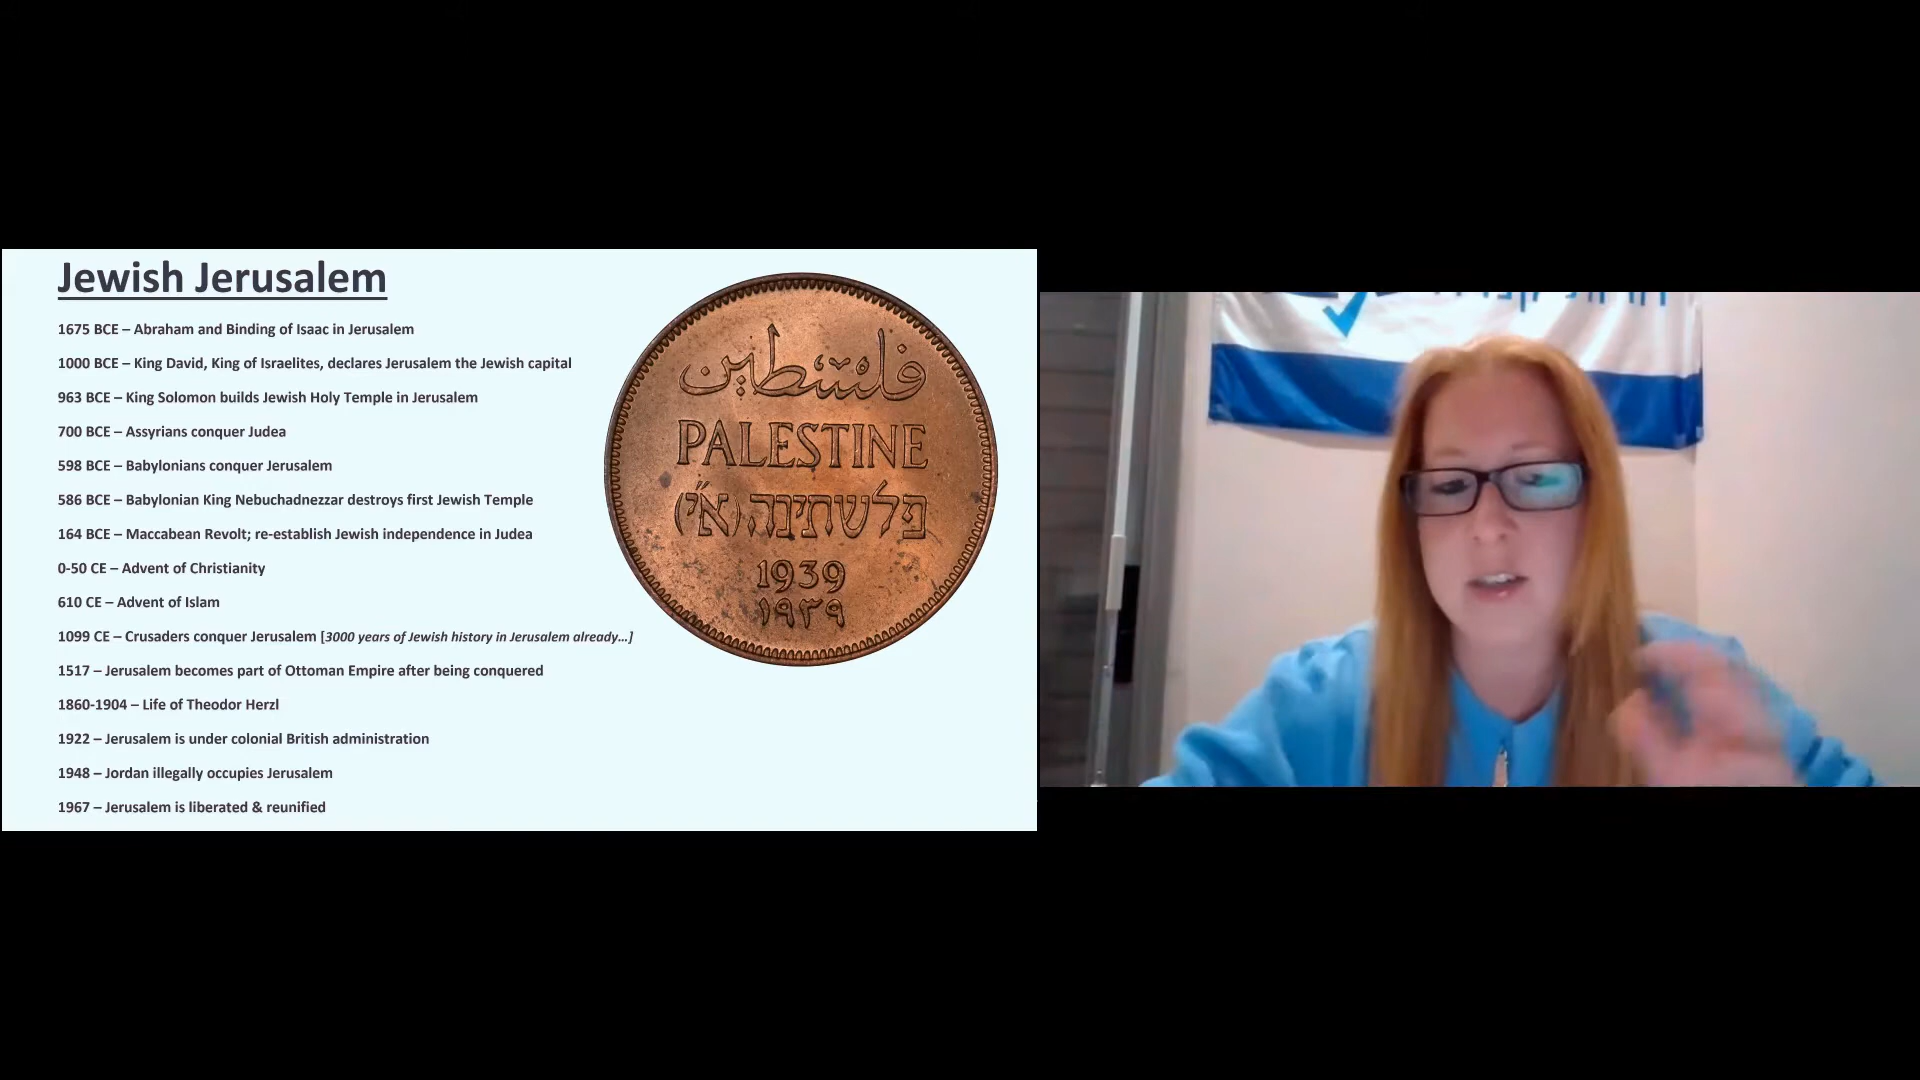 Jewish Jerusalem
1675 BCE – Abraham and Binding of Isaac in Jerusalem
1000 BCE – King David, King of Israelites, declares Jerusalem the Jewish capital
963 BCE – King Solomon builds Jewish Holy Temple in Jerusalem
700 BCE – Assyrians conquer Judea
598 BCE – Babylonians conquer Jerusalem
586 BCE – Babylonian King Nebuchadnezzar destroys first Jewish Temple
164 BCE – Maccabean Revolt; re-establish Jewish independence in Judea
0-50 CE – Advent of Christianity
610 CE – Advent of Islam
1099 CE – Crusaders conquer Jerusalem [3000 years of Jewish history in Jerusalem already...]
1517 – Jerusalem becomes part of Ottoman Empire after being conquered
1860-1904 – Life of Theodor Herzl
1922 – Jerusalem is under colonial British administration
1948 – Jordan illegally occupies Jerusalem
1967 – Jerusalem is liberated & reunified
فلسطين
PALESTINE
פלשתינה (א״י)
1939
١٩٣٩